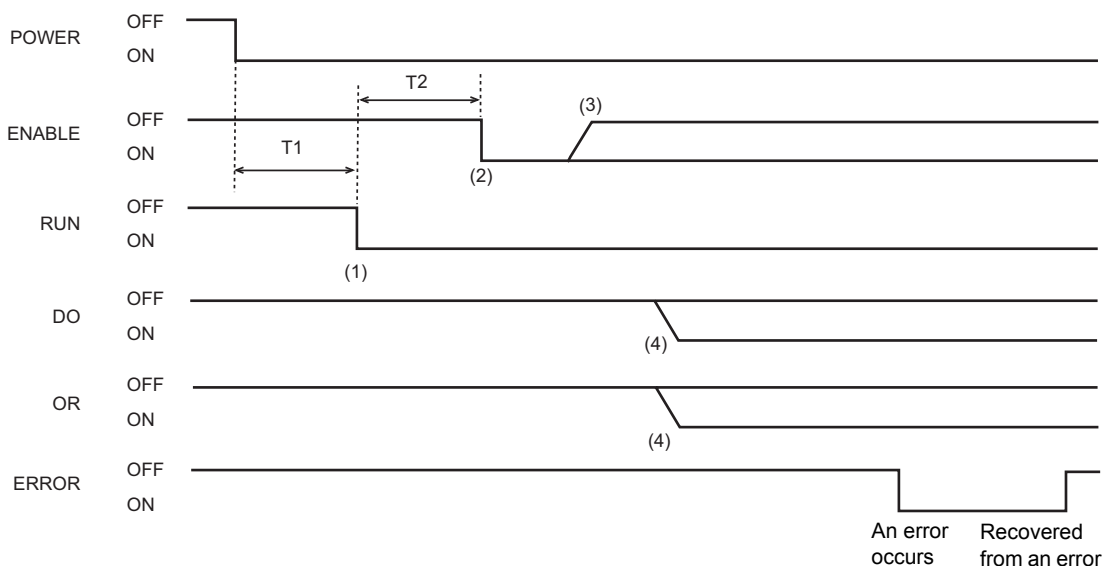 POWER OFF
ON
T2
ENABLE OFF (3)
ON
T1
(2)
RUN OFF
ON
(1)
DO OFF
ON
(4)
OR OFF
ON
(4)
ERROR OFF
ON
An error occurs
Recovered from an error